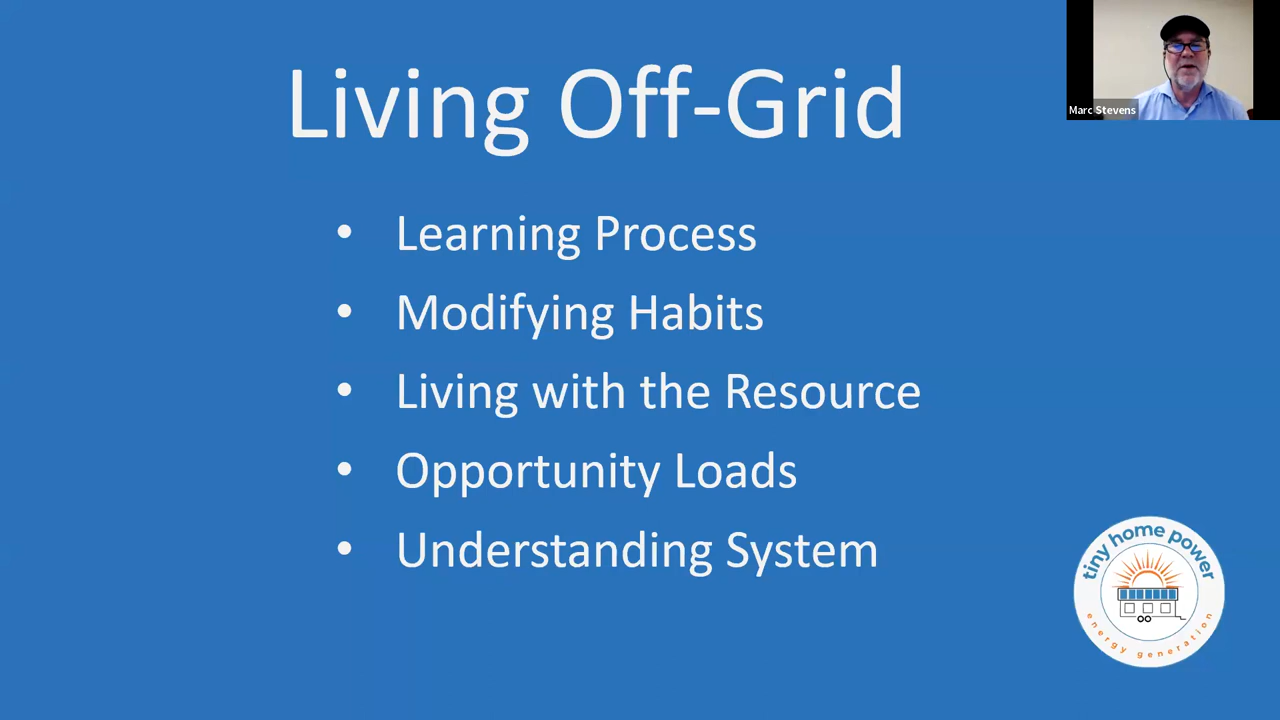 Living Off-Grid
Marc Stevens
• Learning Process
• Modifying Habits
• Living with the Resource
• Opportunity Loads
• Understanding System
tiny home power
energy generation